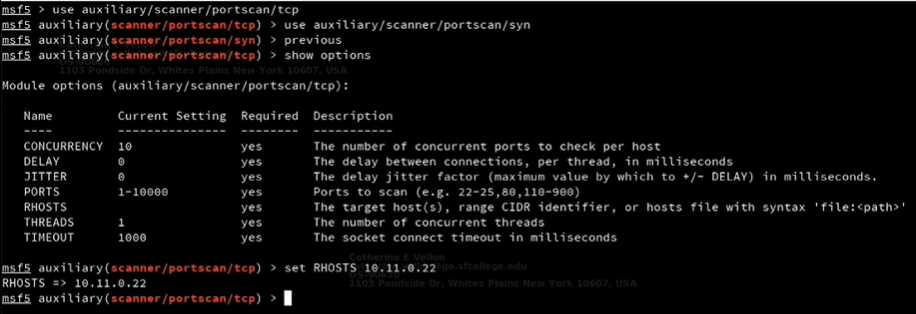 msf5 > use auxiliary/scanner/portscan/tcp
msf5 auxiliary(scanner/portscan/tcp) > use auxiliary/scanner/portscan/syn
msf5 auxiliary(scanner/portscan/syn) > previous
msf5 auxiliary(scanner/portscan/tcp) > show options
1103 Pondside Dr, Whites Plains New York 10607, USA
Module options (auxiliary/scanner/portscan/tcp):
Name Current Setting Required Description
---- --------------- -------- -----------
CONCURRENCY 10 yes The number of concurrent ports to check per host
DELAY 0 yes The delay between connections, per thread, in milliseconds
JITTER 0 yes The delay jitter factor (maximum value by which to +/- DELAY) in milliseconds.
PORTS 1-10000 yes Ports to scan (e.g. 22-25,80,110-900)
RHOSTS yes The target host(s), range CIDR identifier, or hosts file with syntax 'file:<path>'
THREADS 1 yes The number of concurrent threads
TIMEOUT 1000 yes The socket connect timeout in milliseconds
Catherine E Vellon
msf5 auxiliary(scanner/portscan/tcp) > set RHOSTS 10.11.0.22
go.sfcollege.edu
RHOSTS => 10.11.0.22
1103 Pondside Dr, Whites Plains New York 10607, USA
msf5 auxiliary(scanner/portscan/tcp) >